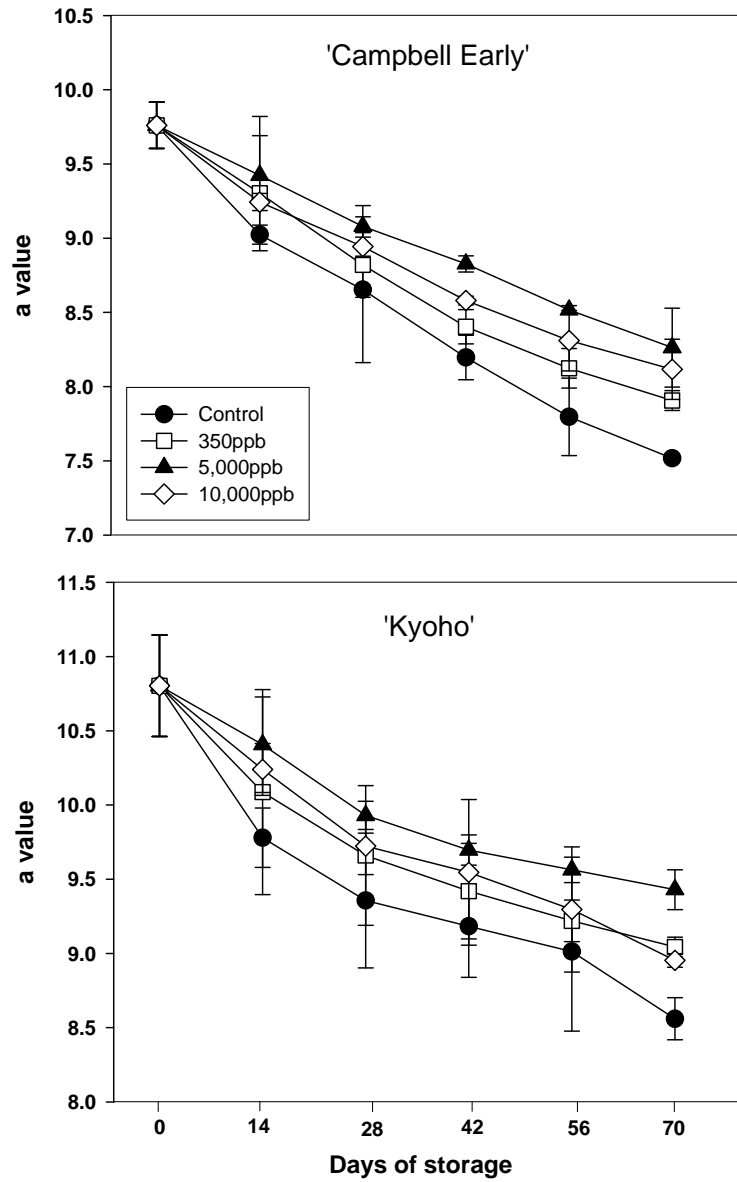 10.5
'Campbell Early'
10.0
9.5
9.0
a value
8.5
8.0
Control
350ppb
7.5
5,000ppb
10,000ppb
7.0
11.5
'Kyoho'
11.0
10.5
10.0
a value
9.5
9.0
8.5
8.0
0 14 28 42 56 70
Days of storage